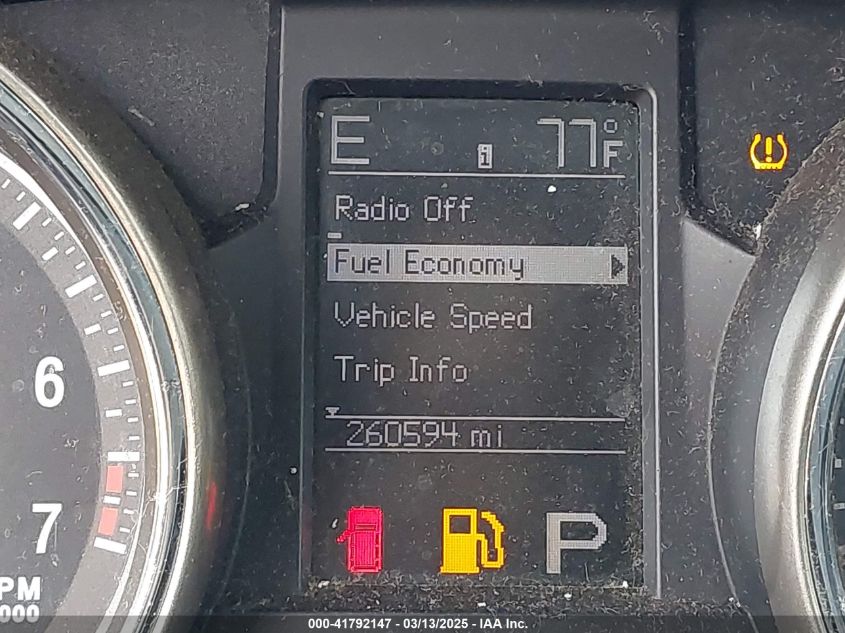 E 77°F
Radio Off
Fuel Economy
Vehicle Speed
Trip Info
260594 mi
P
6
7
PM
000
000-41792147 - 03/13/2025 - IAA Inc.